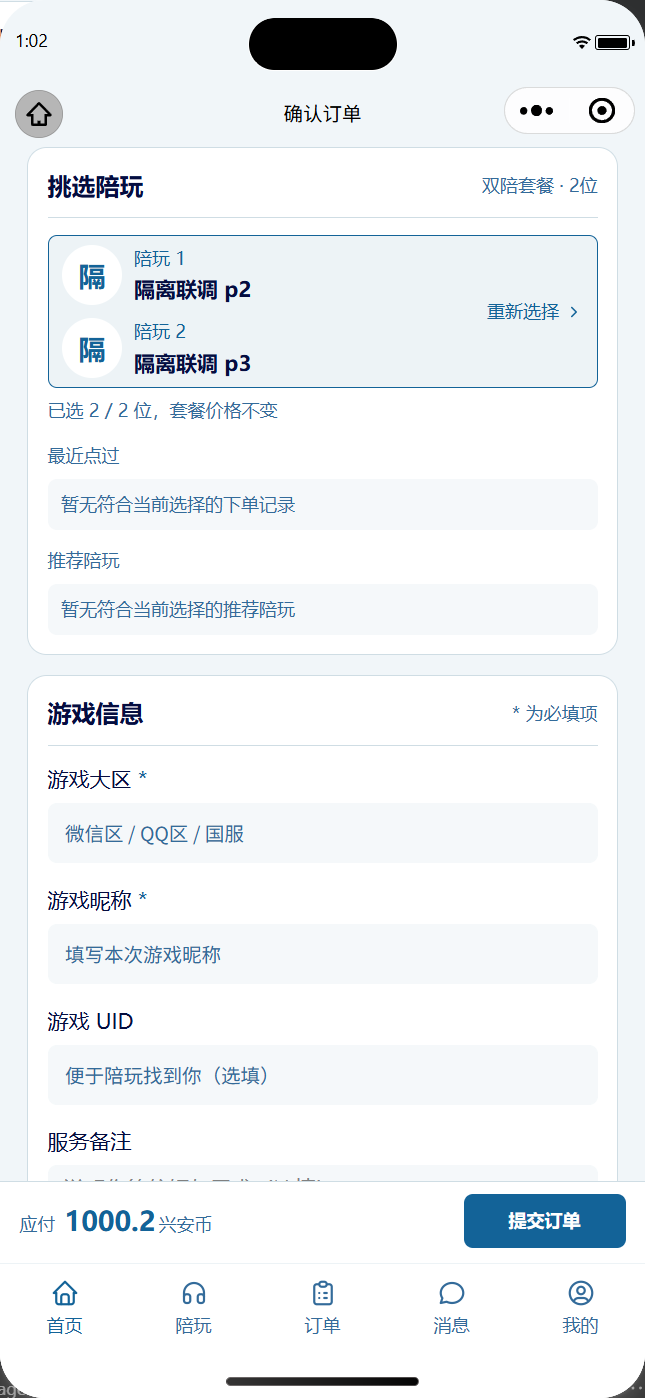 1:02
确认订单
挑选陪玩
双陪套餐 · 2位
隔
陪玩 1
隔离联调 p2
隔
陪玩 2
隔离联调 p3
重新选择
已选 2 / 2 位，套餐价格不变
最近点过
暂无符合当前选择的下单记录
推荐陪玩
暂无符合当前选择的推荐陪玩
游戏信息
* 为必填项
游戏大区 *
微信区 / QQ区 / 国服
游戏昵称 *
填写本次游戏昵称
游戏 UID
便于陪玩找到你（选填）
服务备注
应付 1000.2 兴安币
提交订单
首页
陪玩
订单
消息
我的